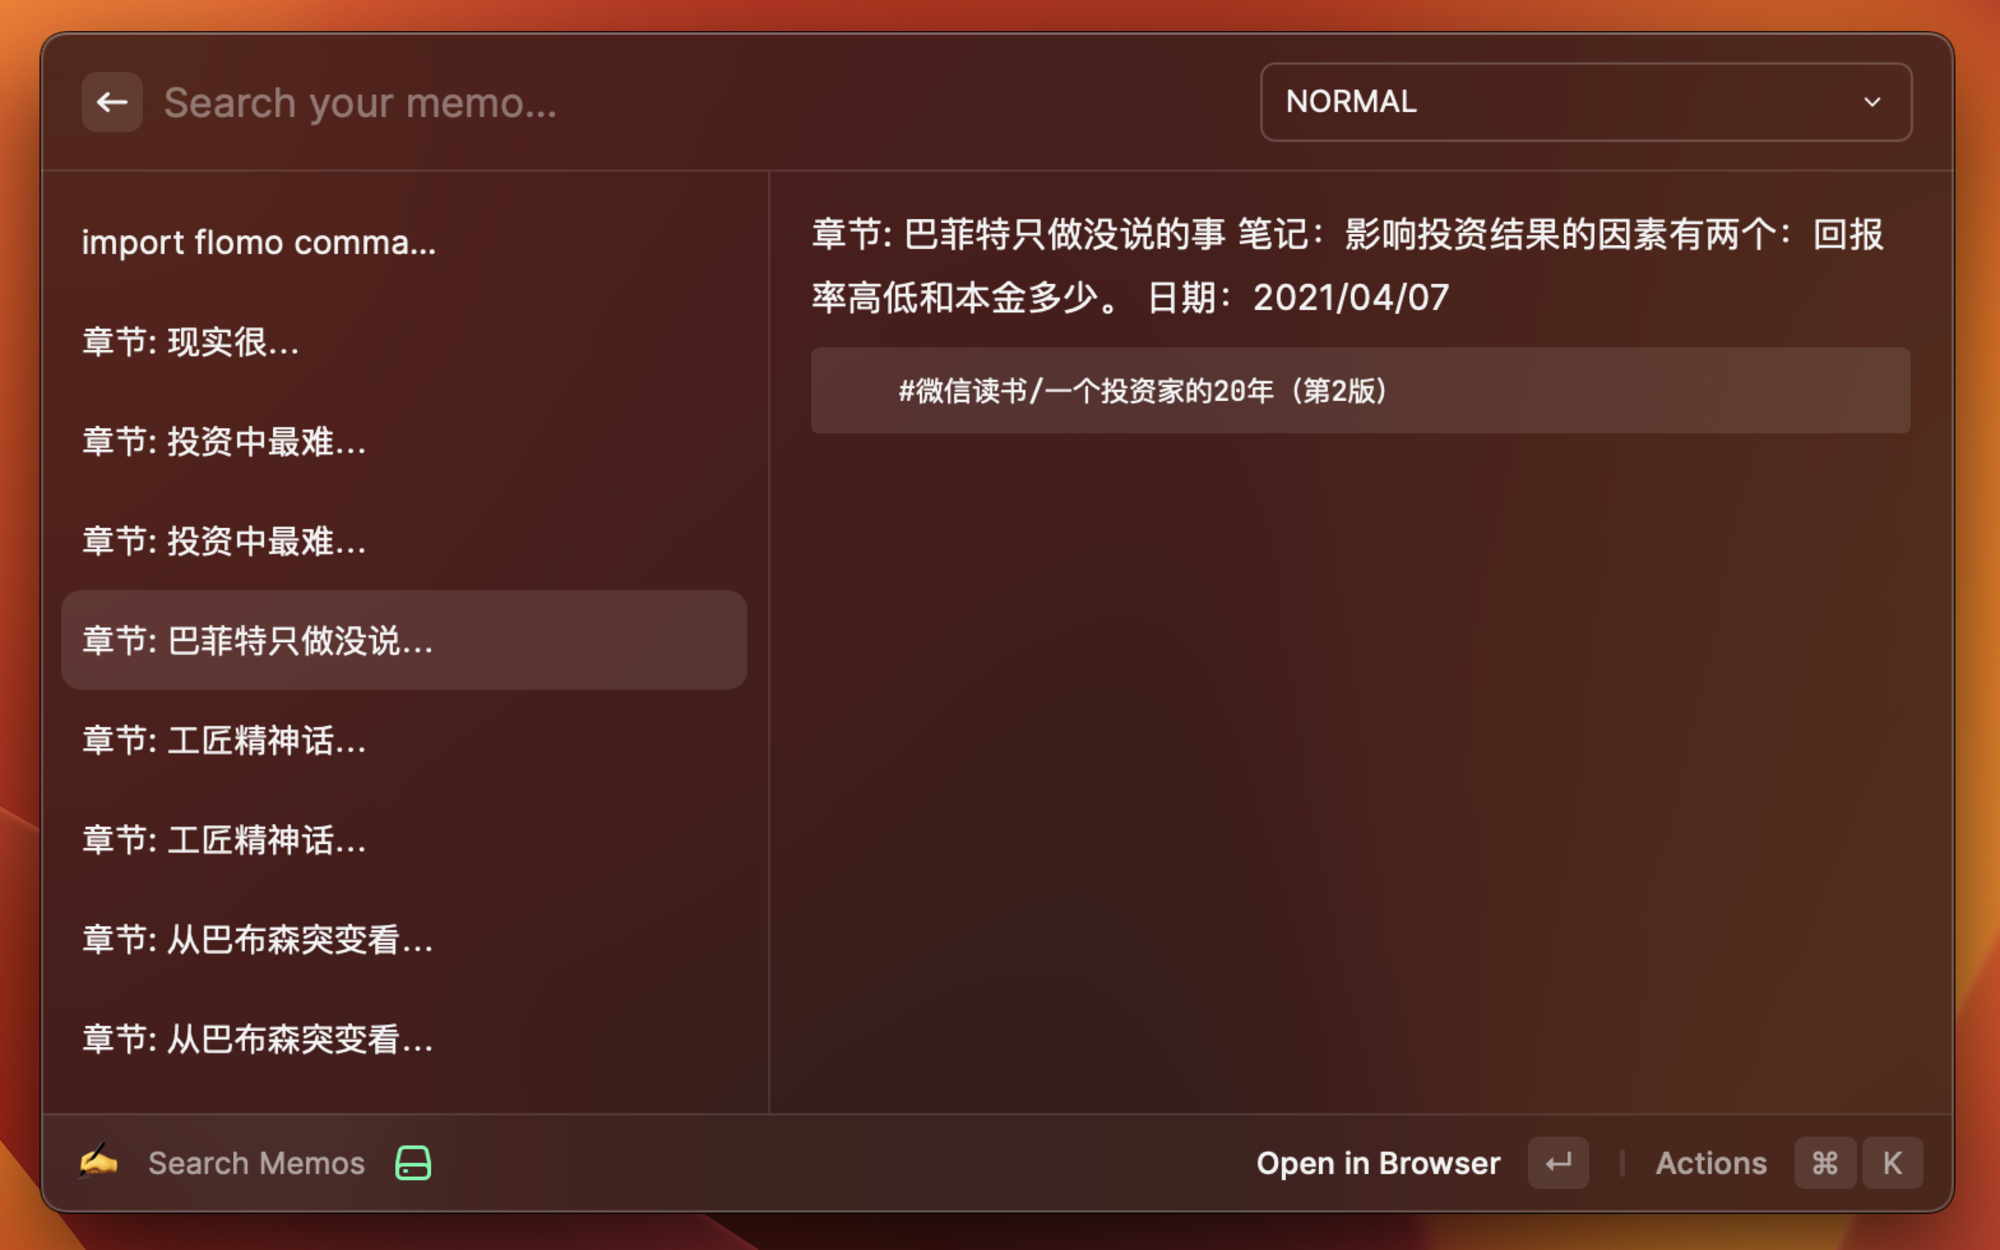 Search your memo...
NORMAL
import flomo comma...
章节: 现实很...
章节: 投资中最难...
章节: 投资中最难...
章节: 巴菲特只做没说...
章节: 工匠精神话...
章节: 工匠精神话...
章节: 从巴布森突变看...
章节: 从巴布森突变看...
章节: 巴菲特只做没说的事 笔记：影响投资结果的因素有两个：回报
率高低和本金多少。 日期：2021/04/07
#微信读书/一个投资家的20年（第2版）
Search Memos
Open in Browser
Actions
⌘ K